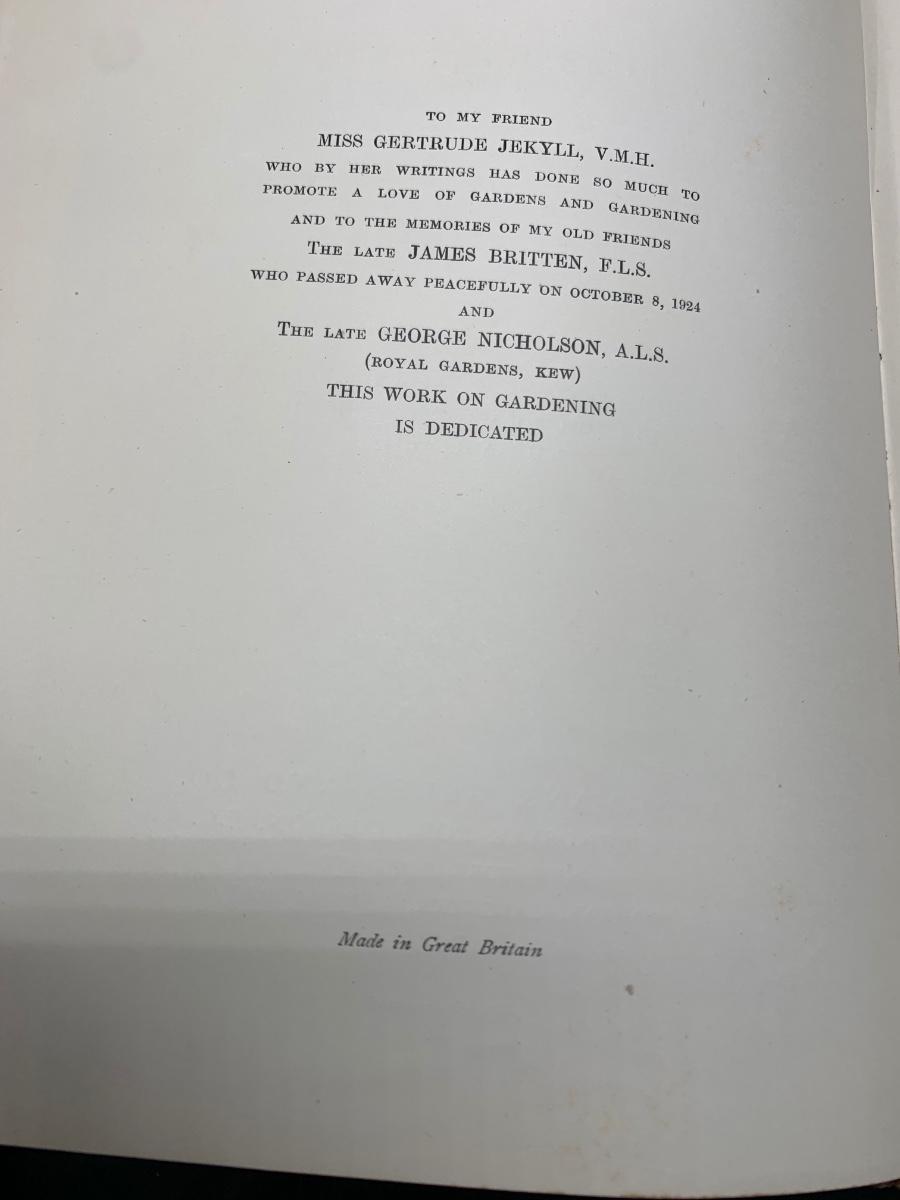 TO MY FRIEND
MISS GERTRUDE JEKYLL, V.M.H.
WHO BY HER WRITINGS HAS DONE SO MUCH TO
PROMOTE A LOVE OF GARDENS AND GARDENING
AND TO THE MEMORIES OF MY OLD FRIENDS
THE LATE JAMES BRITTEN, F.L.S.
WHO PASSED AWAY PEACEFULLY ON OCTOBER 8, 1924
AND
THE LATE GEORGE NICHOLSON, A.L.S.
(ROYAL GARDENS, KEW)
THIS WORK ON GARDENING
IS DEDICATED
Made in Great Britain